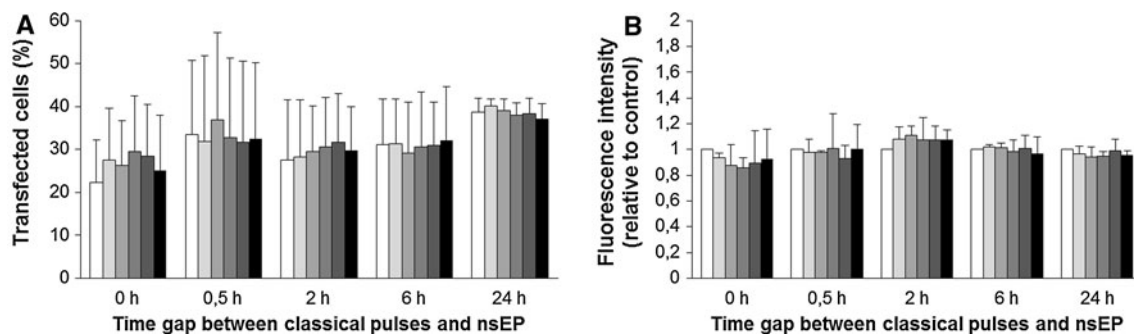 A
Transfected cells (%)
60
50
40
30
20
10
0
0 h
0,5 h
2 h
6 h
24 h
Time gap between classical pulses and nsEP
B
Fluorescence intensity
(relative to control)
2
1,8
1,6
1,4
1,2
1
0,8
0,6
0,4
0,2
0
0 h
0,5 h
2 h
6 h
24 h
Time gap between classical pulses and nsEP